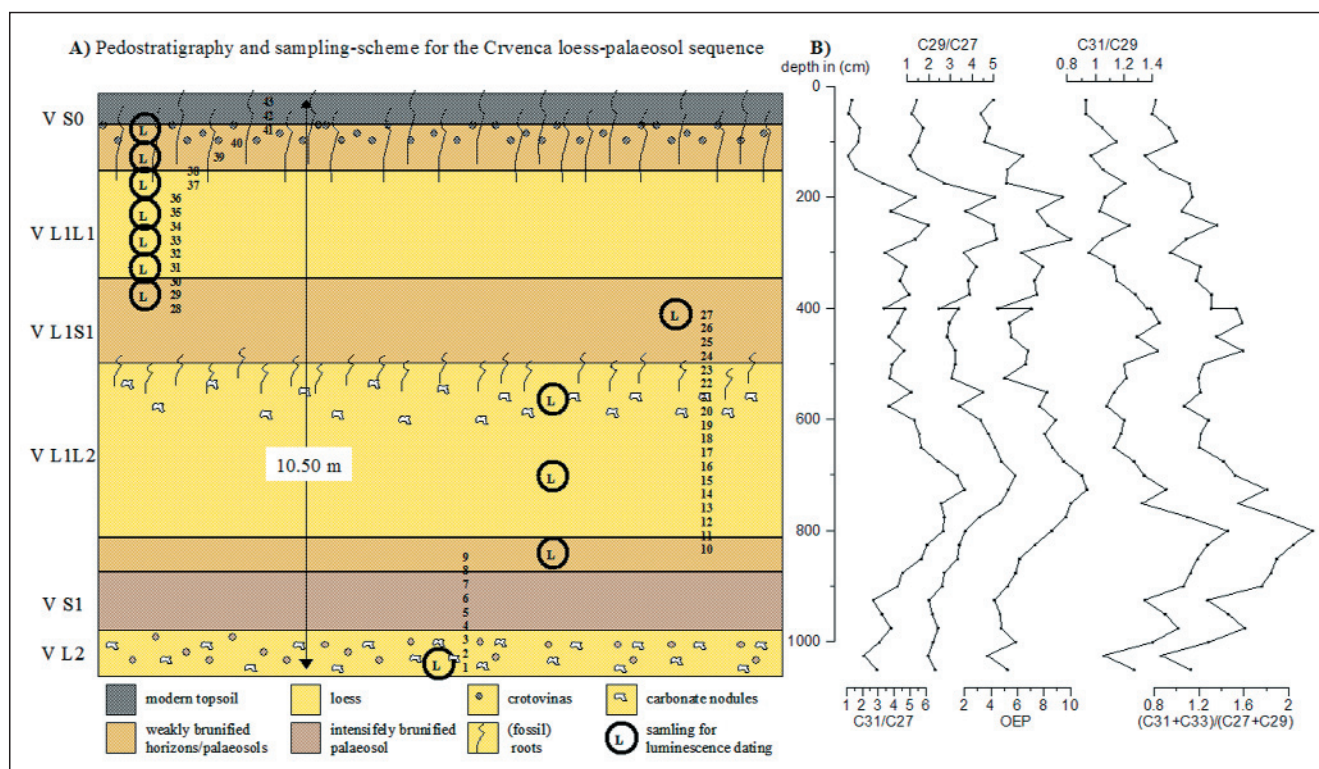 A) Pedostratigraphy and sampling-scheme for the Crvenca loess-palaeosol sequence
V S0
V L1L1
V L1S1
V L1L2
V S1
V L2
43
42
41
40
39
38
37
36
35
34
33
32
31
30
29
28
27
26
25
24
23
22
21
20
19
18
17
16
15
14
13
12
11
10
9
8
7
6
5
4
3
2
1
L
L
L
L
L
L
L
L
L
L
L
L
10.50 m
modern topsoil
loess
crotovinas
carbonate nodules
weakly brunified
horizons/palaeosols
intensifely brunified
palaeosol
(fossil)
roots
L
samling for
luminescence dating
B)
C29/C27
C31/C29
depth in (cm)
1 2 3 4 5
0.8 1 1.2 1.4
0
200
400
600
800
1000
1 2 3 4 5 6
2 4 6 8 10
0.8 1.2 1.6 2
C31/C27
OEP
(C31+C33)/(C27+C29)